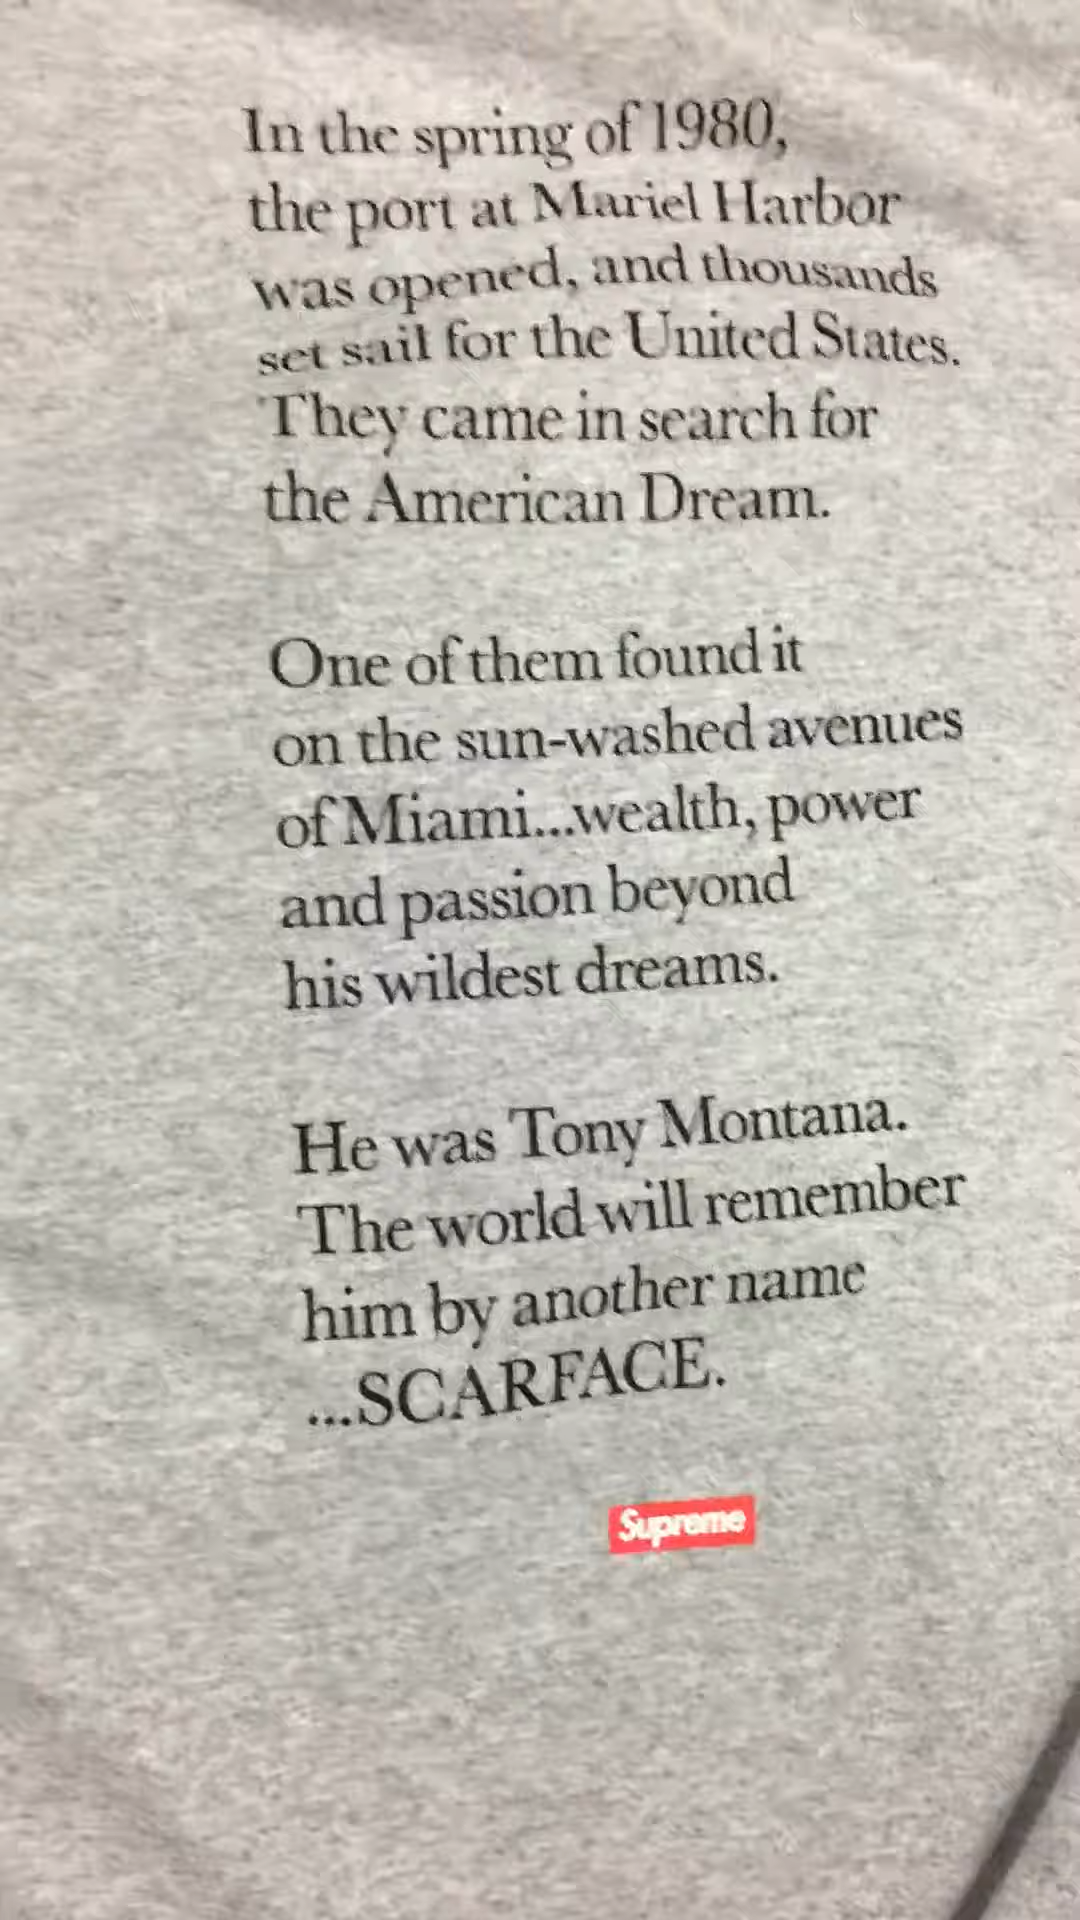 In the spring of 1980,
the port at Mariel Harbor
was opened, and thousands
set sail for the United States.
They came in search for
the American Dream.
One of them found it
on the sun-washed avenues
of Miami...wealth, power
and passion beyond
his wildest dreams.
He was Tony Montana.
The world will remember
him by another name
...SCARFACE.
Supreme